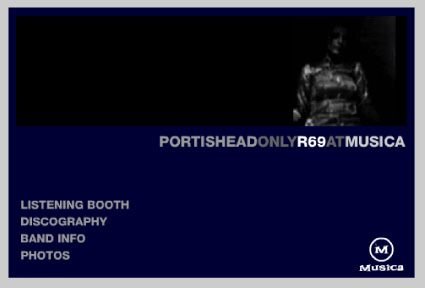 PORTISHEADONLYR69ATMUSICA
LISTENING BOOTH
DISCOGRAPHY
BAND INFO
PHOTOS
M
Musica